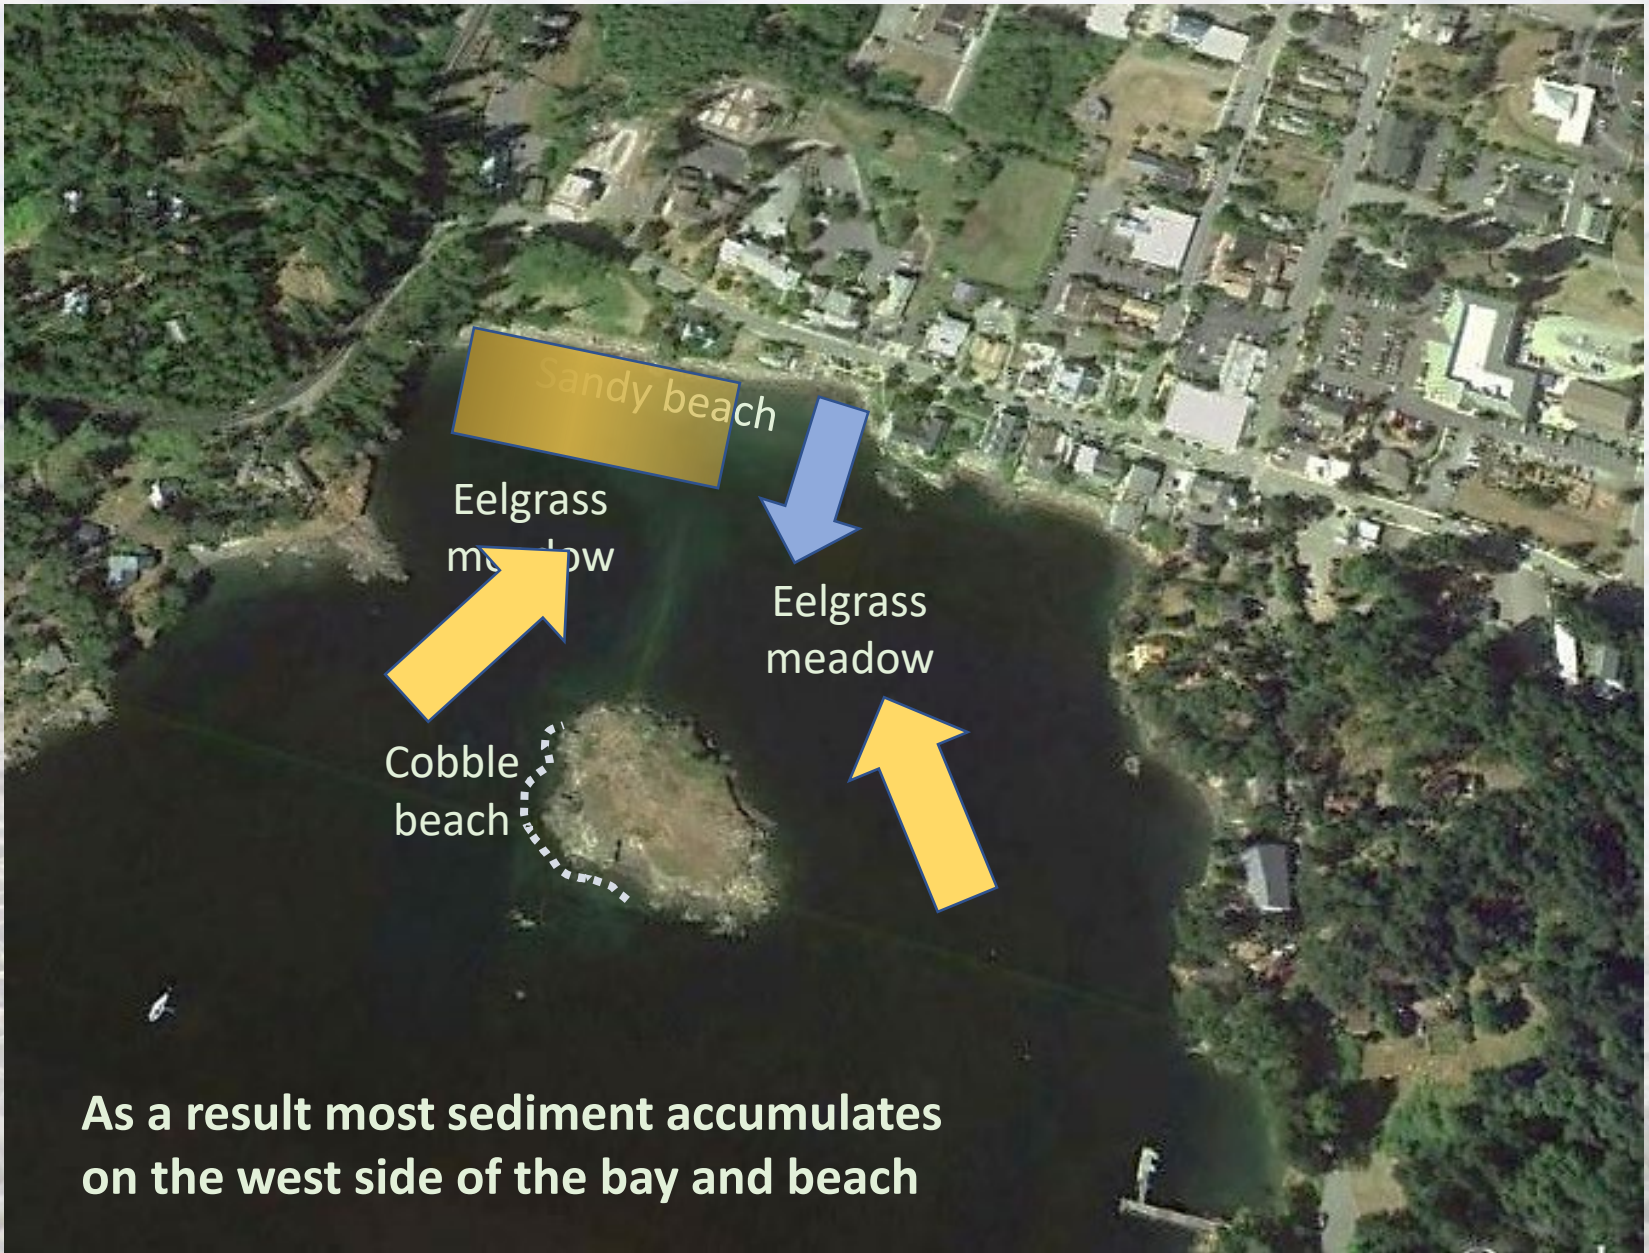 Sandy beach
Eelgrass
meadow
Eelgrass
meadow
Cobble
beach
As a result most sediment accumulates
on the west side of the bay and beach